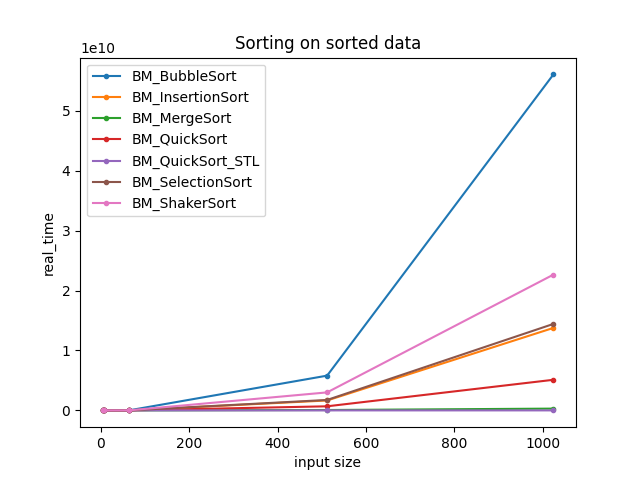 Sorting on sorted data
1e10
BM_BubbleSort
BM_InsertionSort
BM_MergeSort
BM_QuickSort
BM_QuickSort_STL
BM_SelectionSort
BM_ShakerSort
5
4
3
2
1
0
real_time
0 200 400 600 800 1000
input size